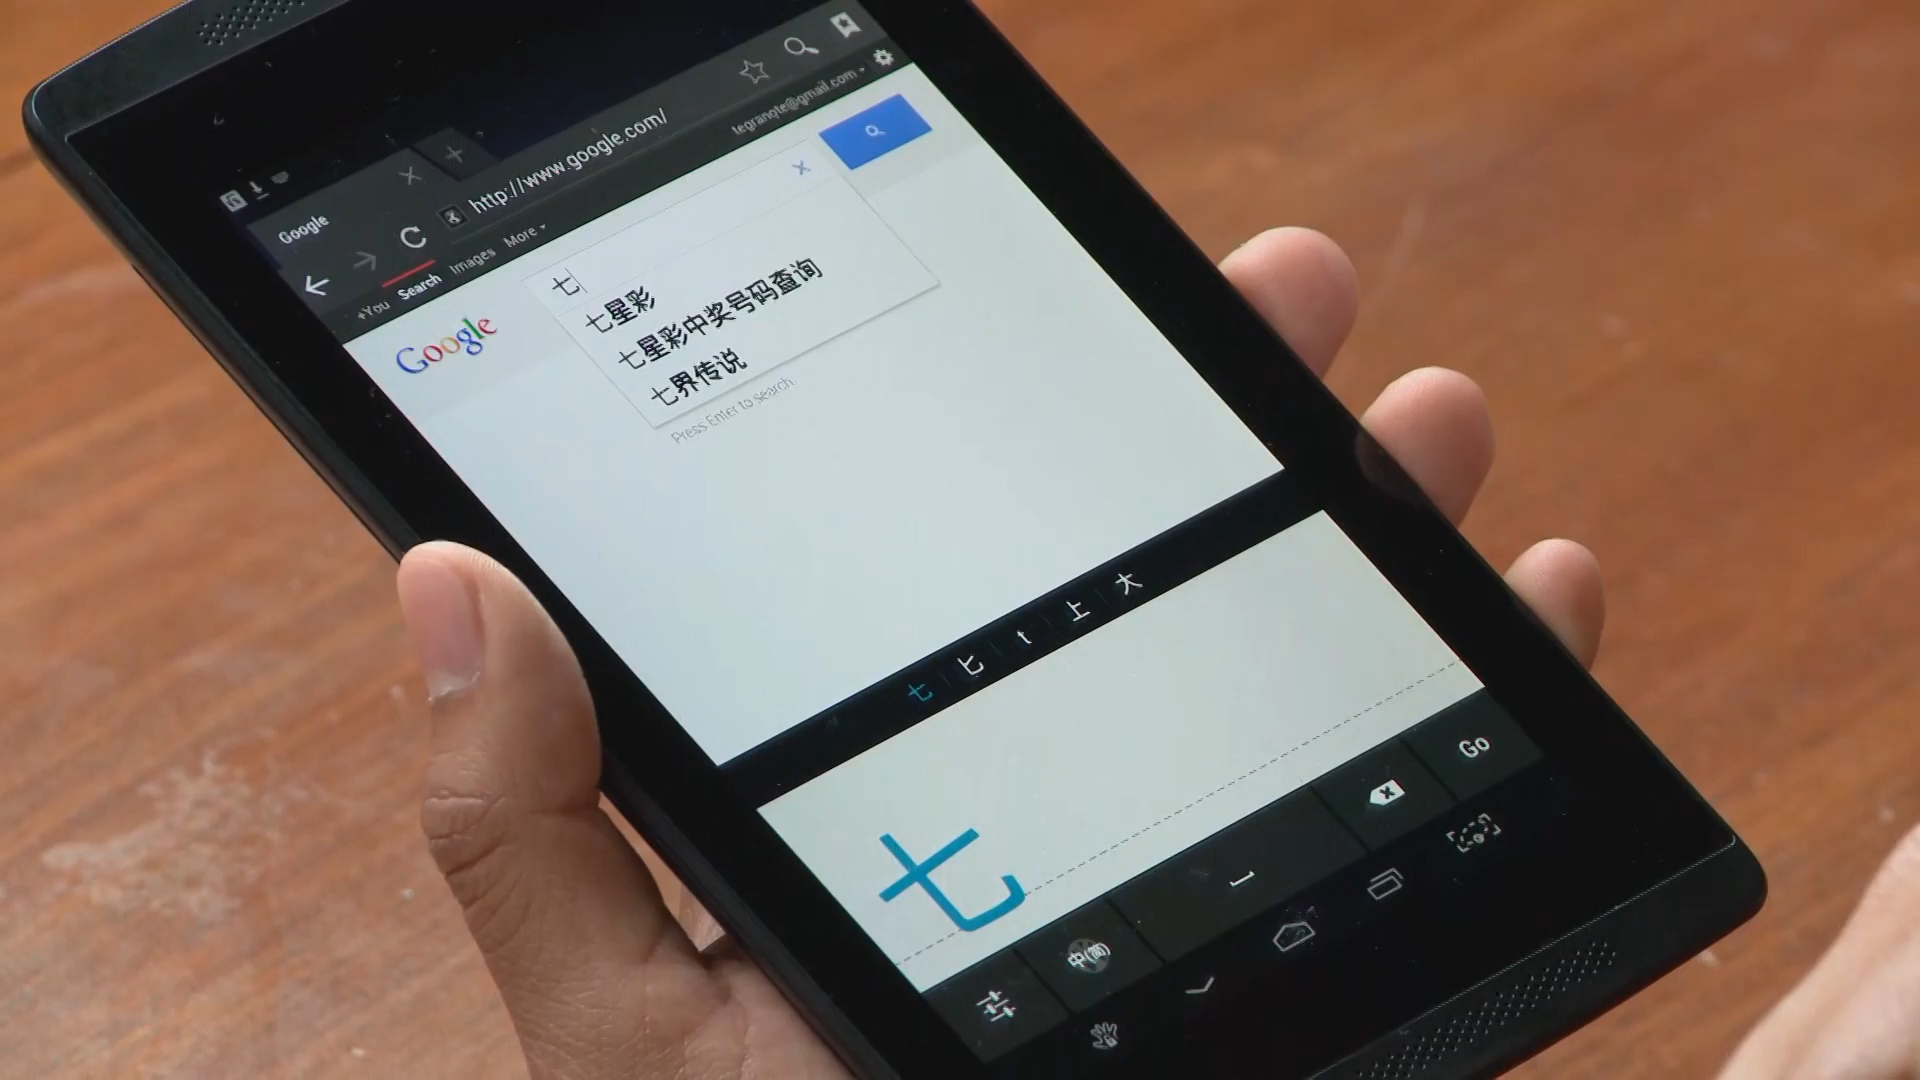 Google
http://www.google.com/
+You Search Images More
tegranote@gmail.com
Google
七
七星彩
七星彩中奖号码查询
七界传说
Press Enter to search
七 匕 t 上 大
七
Go
中(简)